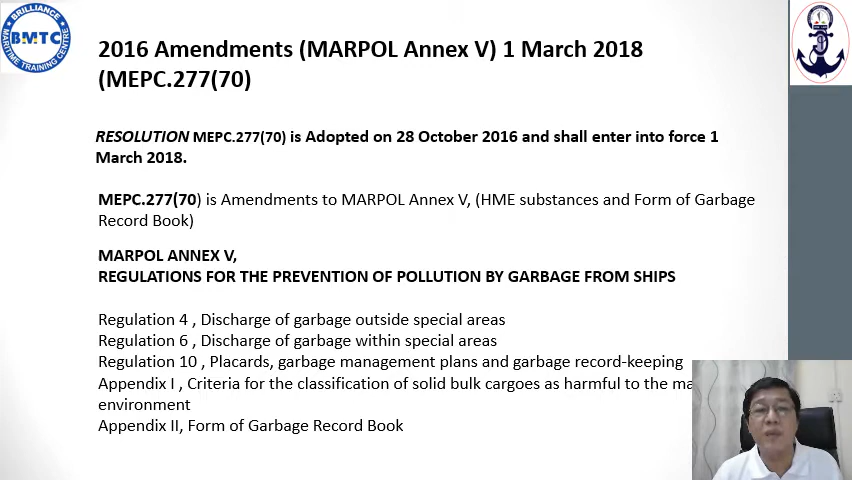 BRILLIANCE
BMTC
MARITIME TRAINING CENTRE
2016 Amendments (MARPOL Annex V) 1 March 2018
(MEPC.277(70)
RESOLUTION MEPC.277(70) is Adopted on 28 October 2016 and shall enter into force 1
March 2018.
MEPC.277(70) is Amendments to MARPOL Annex V, (HME substances and Form of Garbage
Record Book)
MARPOL ANNEX V,
REGULATIONS FOR THE PREVENTION OF POLLUTION BY GARBAGE FROM SHIPS
Regulation 4 , Discharge of garbage outside special areas
Regulation 6 , Discharge of garbage within special areas
Regulation 10 , Placards, garbage management plans and garbage record-keeping
Appendix I , Criteria for the classification of solid bulk cargoes as harmful to the ma
environment
Appendix II, Form of Garbage Record Book